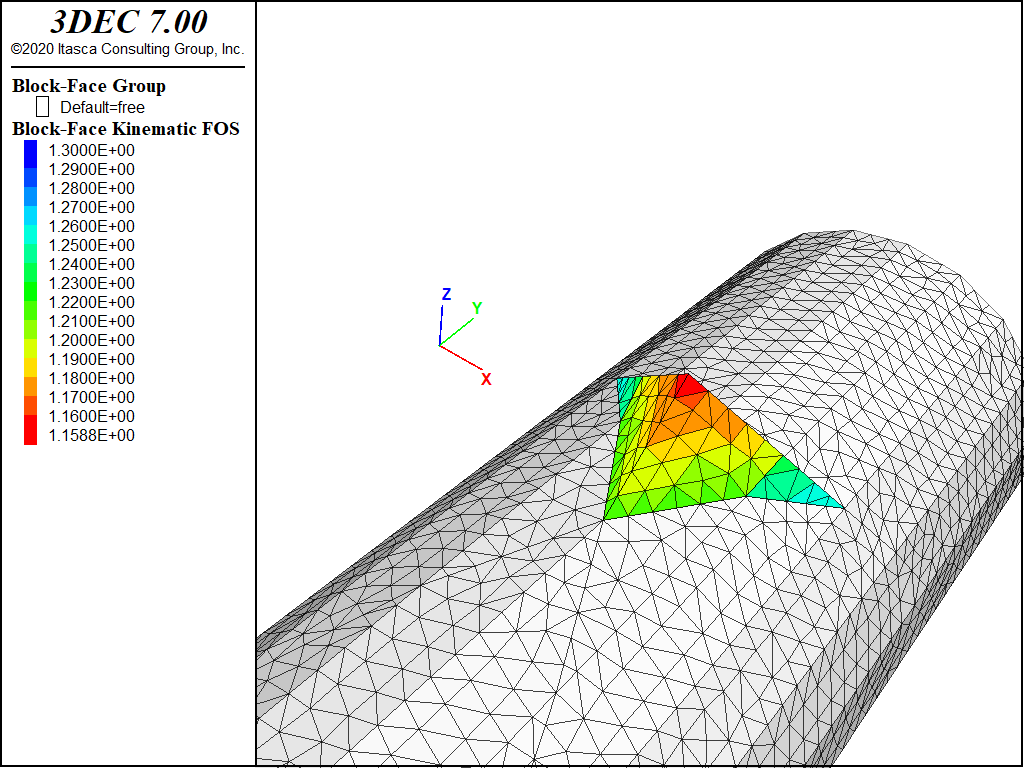 3DEC 7.00
©2020 Itasca Consulting Group, Inc.
Block-Face Group
Default=free
Block-Face Kinematic FOS
1.3000E+00
1.2900E+00
1.2800E+00
1.2700E+00
1.2600E+00
1.2500E+00
1.2400E+00
1.2300E+00
1.2200E+00
1.2100E+00
1.2000E+00
1.1900E+00
1.1800E+00
1.1700E+00
1.1600E+00
1.1588E+00
Z
Y
X